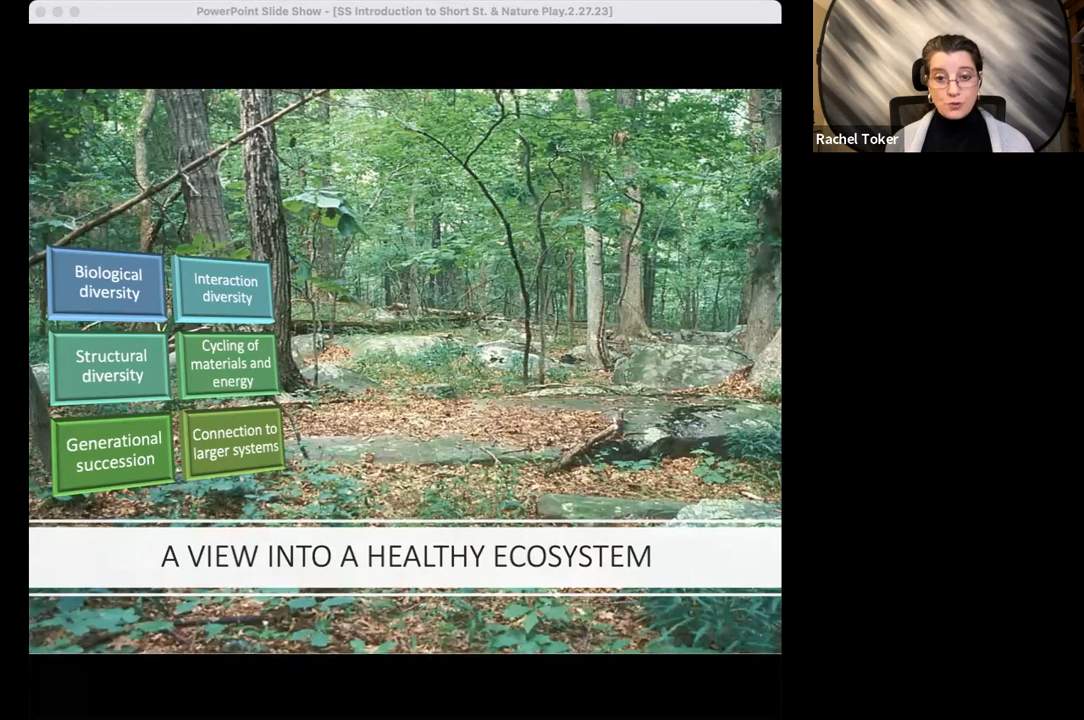 PowerPoint Slide Show - [SS Introduction to Short St. & Nature Play.2.27.23]
Rachel Toker
Biological
diversity
Interaction
diversity
Structural
diversity
Cycling of
materials and
energy
Generational
succession
Connection to
larger systems
A VIEW INTO A HEALTHY ECOSYSTEM